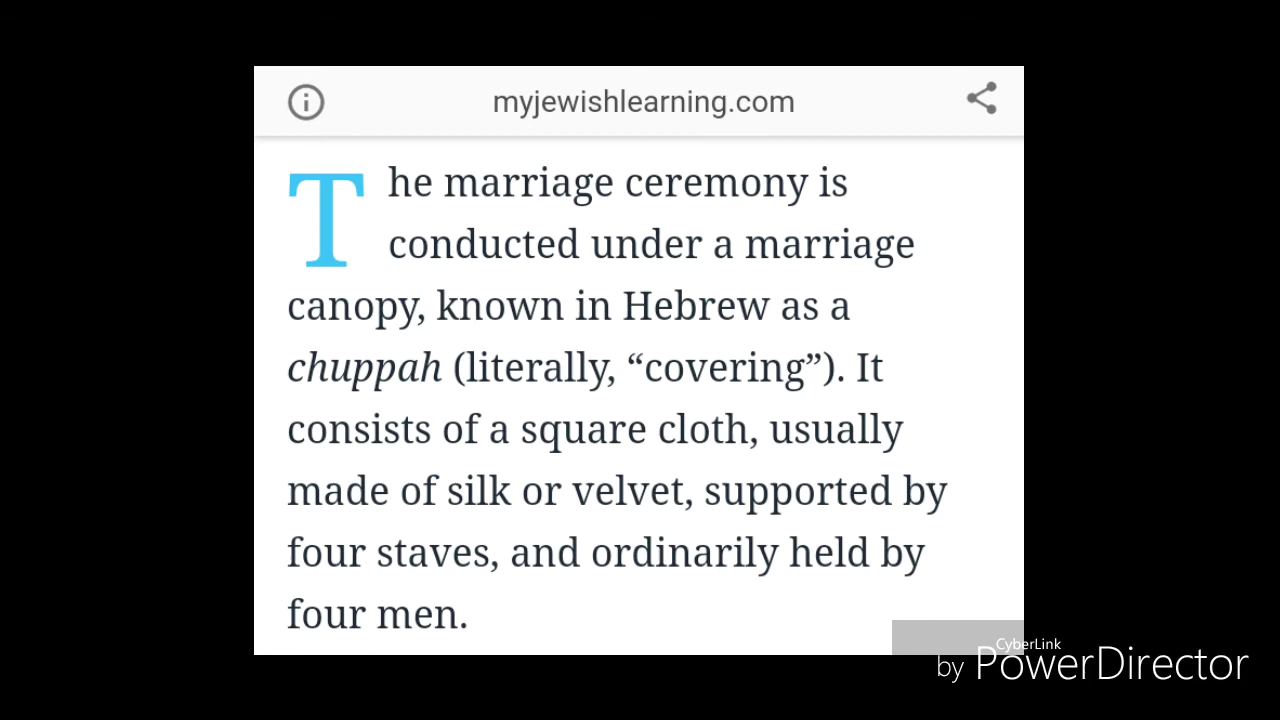 myjewishlearning.com
The marriage ceremony is
conducted under a marriage
canopy, known in Hebrew as a
chuppah (literally, “covering”). It
consists of a square cloth, usually
made of silk or velvet, supported by
four staves, and ordinarily held by
four men.
CyberLink
by PowerDirector